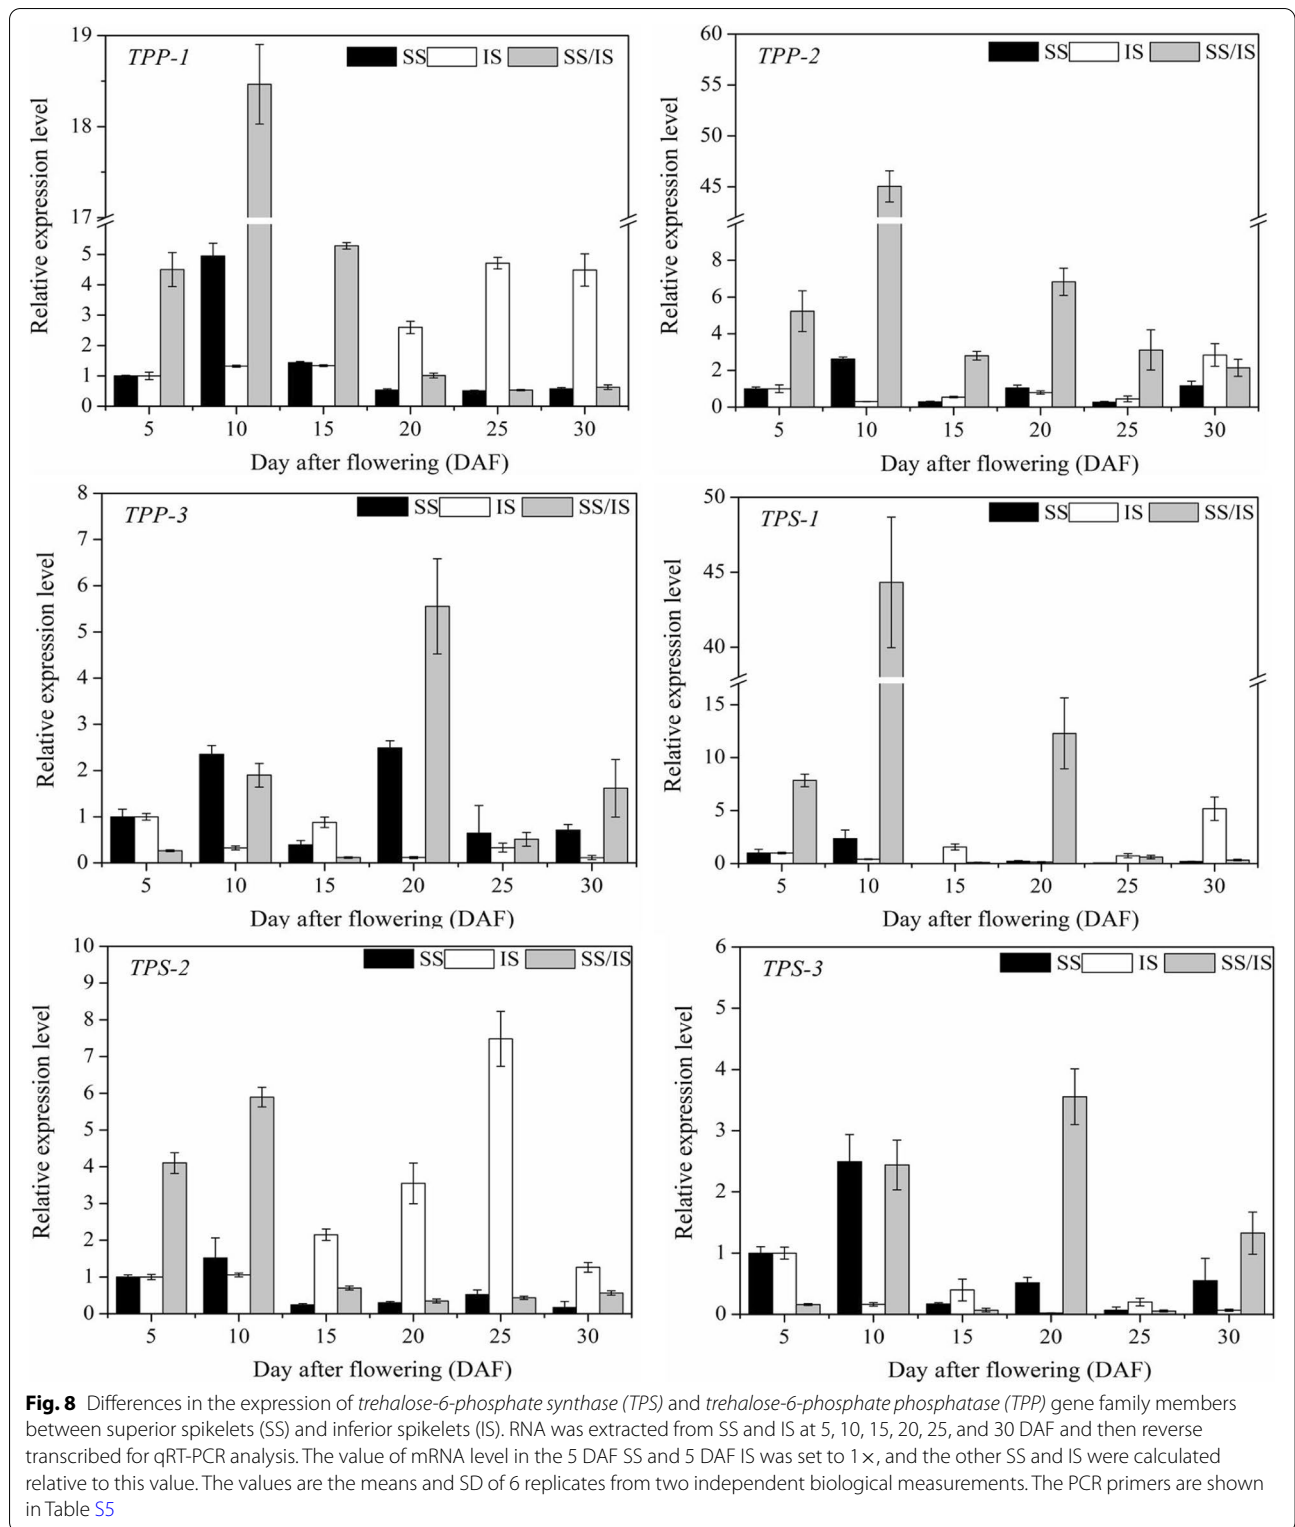 TPP-1
SS IS SS/IS
Relative expression level
19
18
17
5
4
3
2
1
0
5 10 15 20 25 30
Day after flowering (DAF)
TPP-2
SS IS SS/IS
Relative expression level
60
55
50
45
8
6
4
2
0
5 10 15 20 25 30
Day after flowering (DAF)
TPP-3
SS IS SS/IS
Relative expression level
8
7
6
5
4
3
2
1
0
5 10 15 20 25 30
Day after flowering (DAF)
TPS-1
SS IS SS/IS
Relative expression level
50
45
40
15
10
5
0
5 10 15 20 25 30
Day after flowering (DAF)
TPS-2
SS IS SS/IS
Relative expression level
10
9
8
7
6
5
4
3
2
1
0
5 10 15 20 25 30
Day after flowering (DAF)
TPS-3
SS IS SS/IS
Relative expression level
6
5
4
3
2
1
0
5 10 15 20 25 30
Day after flowering (DAF)
Fig. 8 Differences in the expression of trehalose-6-phosphate synthase (TPS) and trehalose-6-phosphate phosphatase (TPP) gene family members
between superior spikelets (SS) and inferior spikelets (IS). RNA was extracted from SS and IS at 5, 10, 15, 20, 25, and 30 DAF and then reverse
transcribed for qRT-PCR analysis. The value of mRNA level in the 5 DAF SS and 5 DAF IS was set to 1×, and the other SS and IS were calculated
relative to this value. The values are the means and SD of 6 replicates from two independent biological measurements. The PCR primers are shown
in Table S5